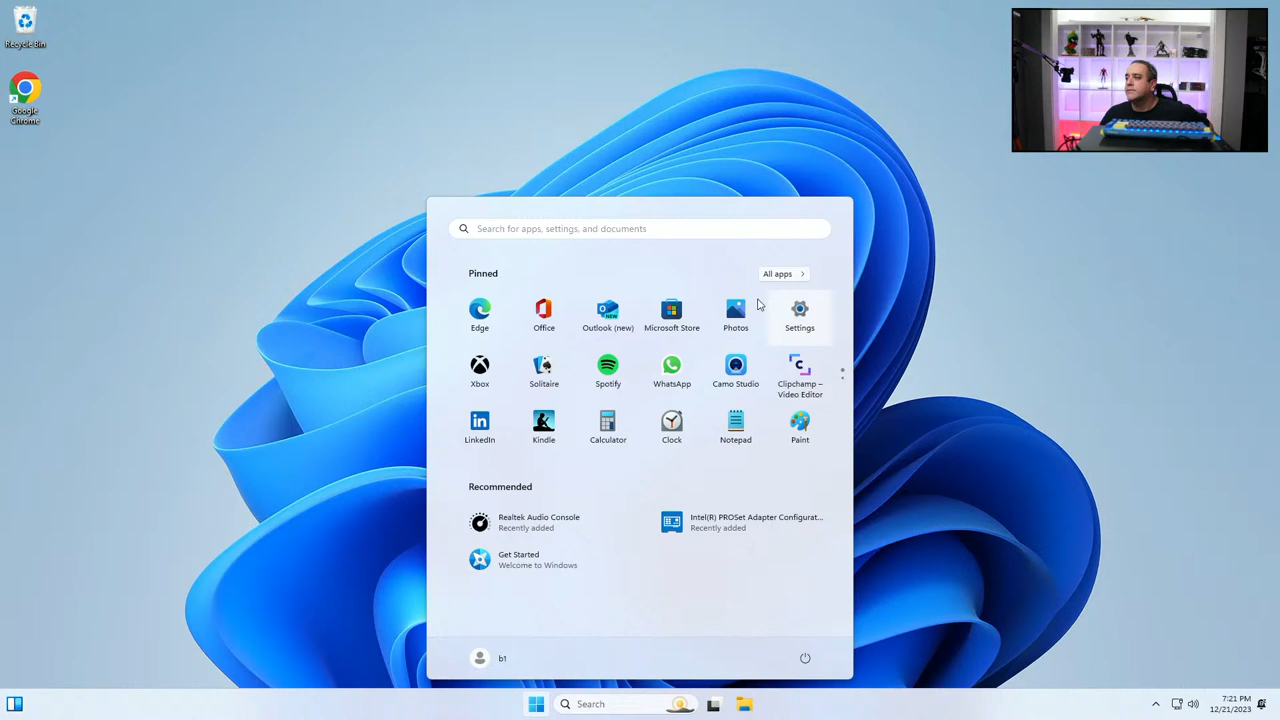 Recycle Bin
Google
Chrome
Search for apps, settings, and documents
Pinned
All apps
Edge
Office
NEW
Outlook (new)
Microsoft Store
Photos
Settings
Xbox
Solitaire
Spotify
WhatsApp
Camo Studio
Clipchamp –
Video Editor
in
LinkedIn
Kindle
Calculator
Clock
Notepad
Paint
Recommended
Realtek Audio Console
Recently added
Intel(R) PROSet Adapter Configurat...
Recently added
Get Started
Welcome to Windows
b1
Search
7:21 PM
12/21/2023